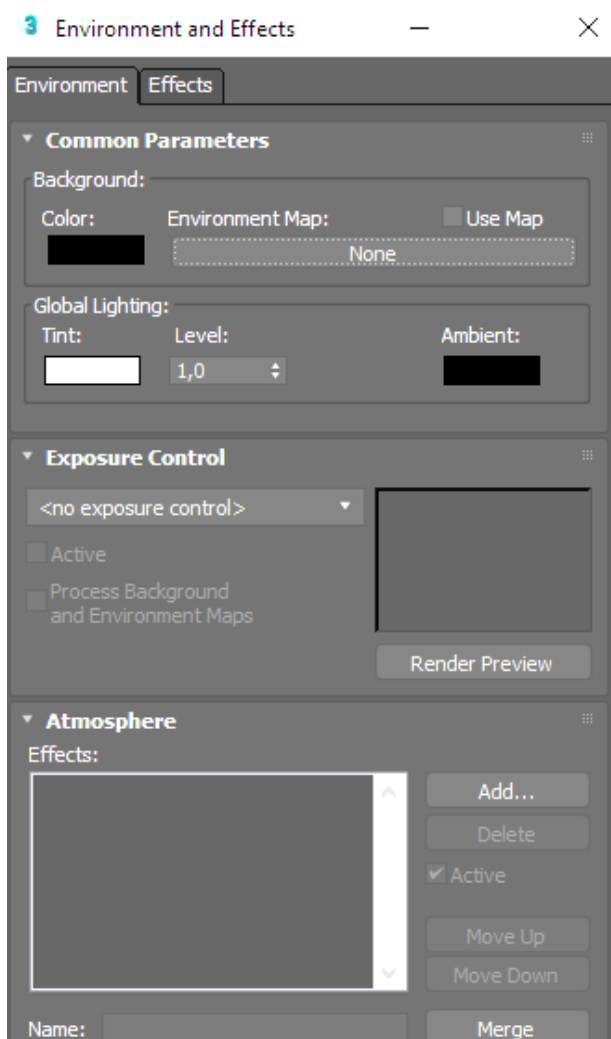 3 Environment and Effects
Environment Effects
Common Parameters
Background:
Color: Environment Map: Use Map
None
Global Lighting:
Tint: Level: Ambient:
1,0
Exposure Control
<no exposure control>
Active
Process Background
and Environment Maps
Render Preview
Atmosphere
Effects:
Add...
Delete
Active
Move Up
Move Down
Name: Merge